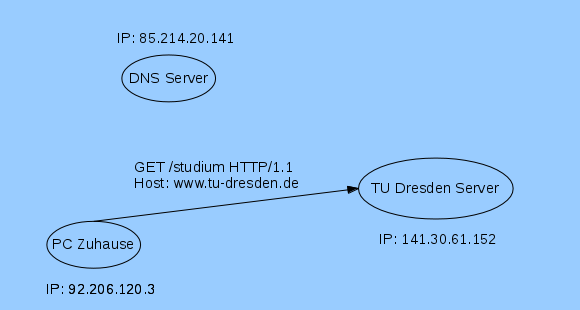 IP: 85.214.20.141
DNS Server
GET /studium HTTP/1.1
Host: www.tu-dresden.de
TU Dresden Server
IP: 141.30.61.152
PC Zuhause
IP: 92.206.120.3